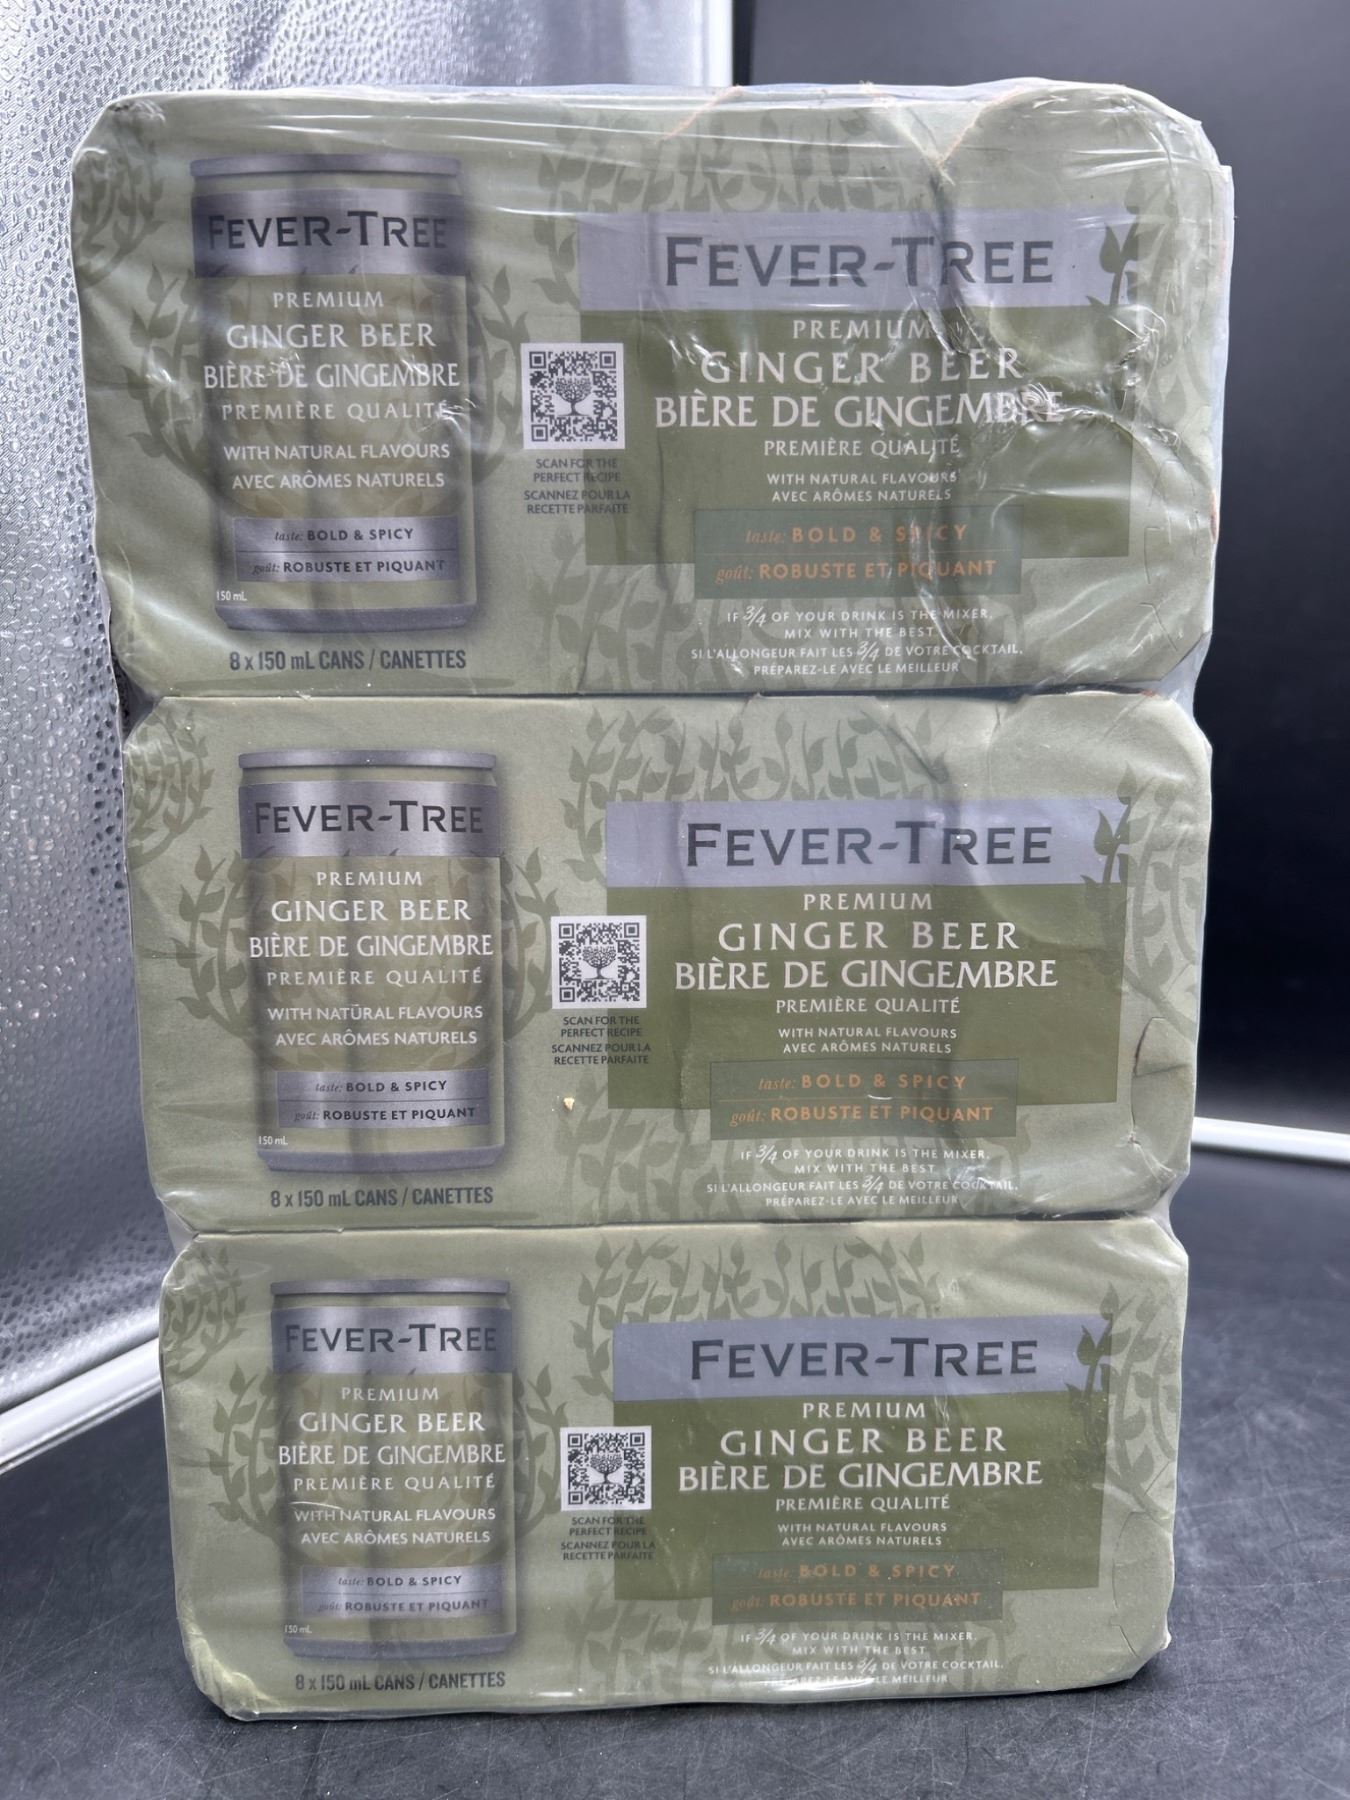 FEVER-TREE
PREMIUM
GINGER BEER
BIÈRE DE GINGEMBRE
PREMIÈRE QUALITÉ
WITH NATURAL FLAVOURS
AVEC ARÔMES NATURELS
taste: BOLD & SPICY
goût: ROBUSTE ET PIQUANT
150 mL
8 x 150 mL CANS / CANETTES
SCAN FOR THE
PERFECT RECIPE
SCANNEZ POUR LA
RECETTE PARFAITE
FEVER-TREE
PREMIUM
GINGER BEER
BIÈRE DE GINGEMBRE
PREMIÈRE QUALITÉ
WITH NATURAL FLAVOURS
AVEC ARÔMES NATURELS
taste: BOLD & SPICY
goût: ROBUSTE ET PIQUANT
IF 3/4 OF YOUR DRINK IS THE MIXER,
MIX WITH THE BEST
SI L'ALLONGEUR FAIT LES 3/4 DE VOTRE COCKTAIL,
PRÉPAREZ-LE AVEC LE MEILLEUR
FEVER-TREE
PREMIUM
GINGER BEER
BIÈRE DE GINGEMBRE
PREMIÈRE QUALITÉ
WITH NATURAL FLAVOURS
AVEC ARÔMES NATURELS
taste: BOLD & SPICY
goût: ROBUSTE ET PIQUANT
150 mL
8 x 150 mL CANS / CANETTES
SCAN FOR THE
PERFECT RECIPE
SCANNEZ POUR LA
RECETTE PARFAITE
FEVER-TREE
PREMIUM
GINGER BEER
BIÈRE DE GINGEMBRE
PREMIÈRE QUALITÉ
WITH NATURAL FLAVOURS
AVEC ARÔMES NATURELS
taste: BOLD & SPICY
goût: ROBUSTE ET PIQUANT
IF 3/4 OF YOUR DRINK IS THE MIXER,
MIX WITH THE BEST
SI L'ALLONGEUR FAIT LES 3/4 DE VOTRE COCKTAIL,
PRÉPAREZ-LE AVEC LE MEILLEUR
FEVER-TREE
PREMIUM
GINGER BEER
BIÈRE DE GINGEMBRE
PREMIÈRE QUALITÉ
WITH NATURAL FLAVOURS
AVEC ARÔMES NATURELS
taste: BOLD & SPICY
goût: ROBUSTE ET PIQUANT
150 mL
8 x 150 mL CANS / CANETTES
SCAN FOR THE
PERFECT RECIPE
SCANNEZ POUR LA
RECETTE PARFAITE
FEVER-TREE
PREMIUM
GINGER BEER
BIÈRE DE GINGEMBRE
PREMIÈRE QUALITÉ
WITH NATURAL FLAVOURS
AVEC ARÔMES NATURELS
taste: BOLD & SPICY
goût: ROBUSTE ET PIQUANT
IF 3/4 OF YOUR DRINK IS THE MIXER,
MIX WITH THE BEST
SI L'ALLONGEUR FAIT LES 3/4 DE VOTRE COCKTAIL,
PRÉPAREZ-LE AVEC LE MEILLEUR